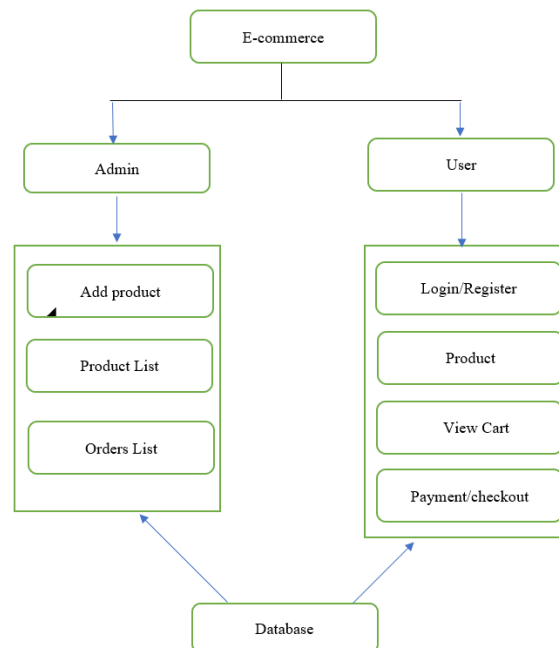 E-commerce
Admin
User
Add product
Product List
Orders List
Login/Register
Product
View Cart
Payment/checkout
Database